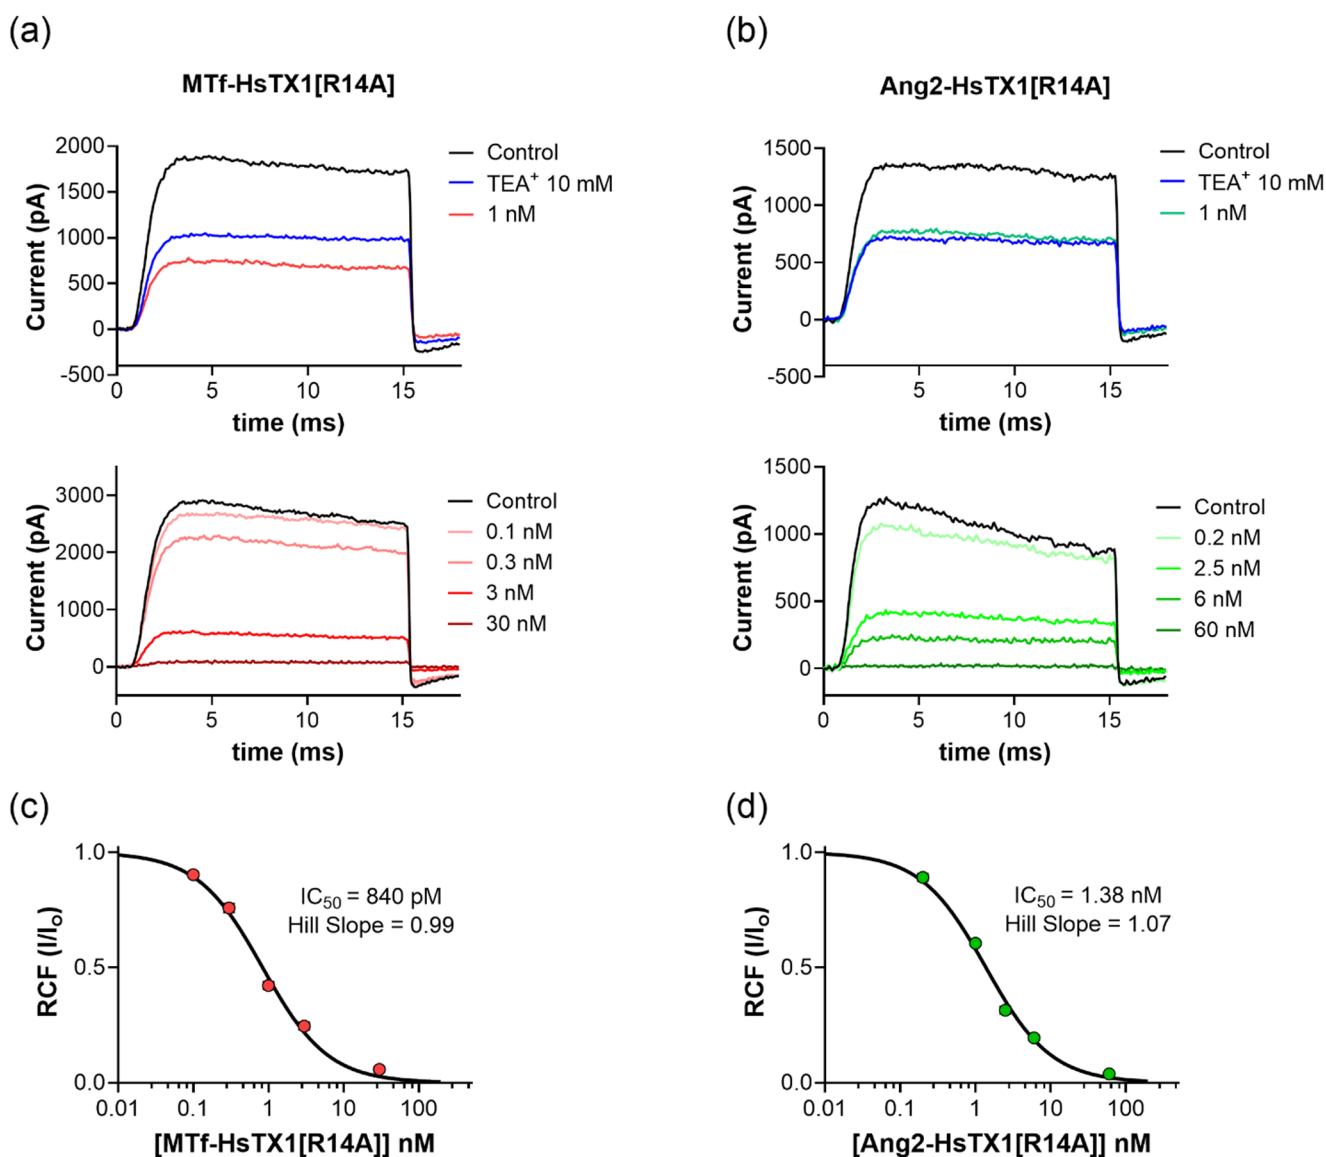 (a)
MTf-HsTX1[R14A]
Current (pA)
2000
1500
1000
500
0
-500
0 5 10 15
time (ms)
Control
TEA⁺ 10 mM
1 nM
Current (pA)
3000
2000
1000
0
0 5 10 15
time (ms)
Control
0.1 nM
0.3 nM
3 nM
30 nM
(b)
Ang2-HsTX1[R14A]
Current (pA)
1500
1000
500
0
-500
5 10 15
time (ms)
Control
TEA⁺ 10 mM
1 nM
Current (pA)
1500
1000
500
0
0 5 10 15
time (ms)
Control
0.2 nM
2.5 nM
6 nM
60 nM
(c)
RCF (I/I₀)
1.0
0.5
0.0
IC₅₀ = 840 pM
Hill Slope = 0.99
0.01 0.1 1 10 100
[MTf-HsTX1[R14A]] nM
(d)
RCF (I/I₀)
1.0
0.5
0.0
IC₅₀ = 1.38 nM
Hill Slope = 1.07
0.01 0.1 1 10 100
[Ang2-HsTX1[R14A]] nM